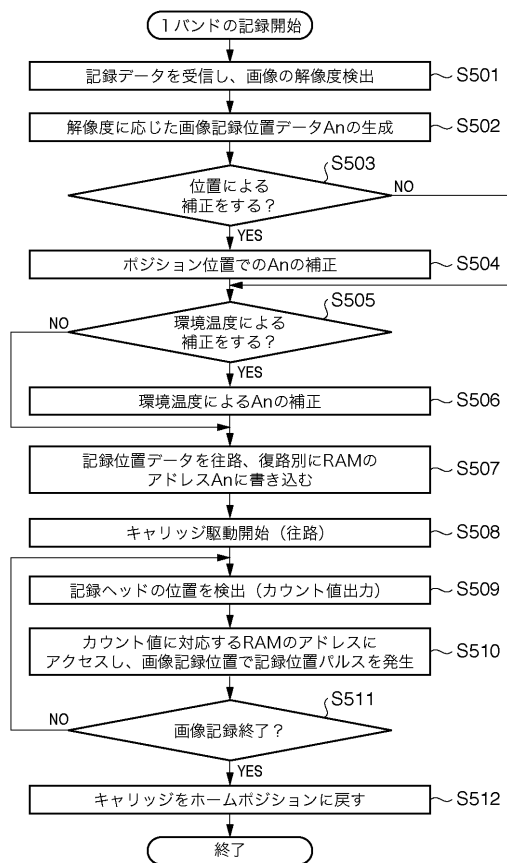 1バンドの記録開始
記録データを受信し、画像の解像度検出
S501
解像度に応じた画像記録位置データAnの生成
S502
S503
位置による
補正をする？
NO
YES
ポジション位置でのAnの補正
S504
S505
環境温度による
補正をする？
NO
YES
環境温度によるAnの補正
S506
記録位置データを往路、復路別にRAMの
アドレスAnに書き込む
S507
キャリッジ駆動開始（往路）
S508
記録ヘッドの位置を検出（カウント値出力）
S509
カウント値に対応するRAMのアドレスに
アクセスし、画像記録位置で記録位置パルスを発生
S510
S511
画像記録終了？
NO
YES
キャリッジをホームポジションに戻す
S512
終了